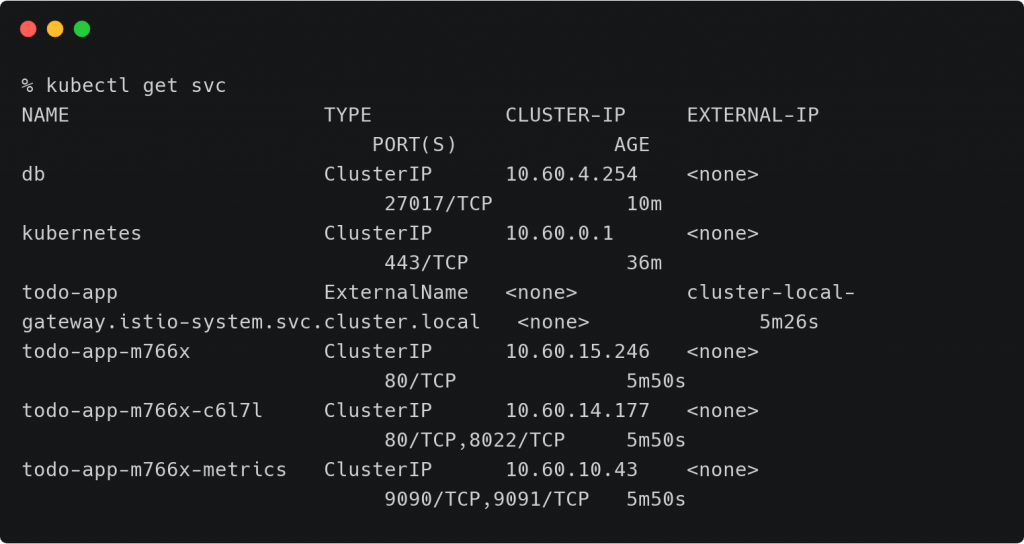 % kubectl get svc
NAME                     TYPE           CLUSTER-IP     EXTERNAL-IP
                             PORT(S)             AGE
db                       ClusterIP      10.60.4.254    <none>
                              27017/TCP           10m
kubernetes               ClusterIP      10.60.0.1      <none>
                              443/TCP             36m
todo-app                 ExternalName   <none>         cluster-local-
gateway.istio-system.svc.cluster.local   <none>              5m26s
todo-app-m766x           ClusterIP      10.60.15.246   <none>
                              80/TCP              5m50s
todo-app-m766x-c6l7l     ClusterIP      10.60.14.177   <none>
                              80/TCP,8022/TCP     5m50s
todo-app-m766x-metrics   ClusterIP      10.60.10.43    <none>
                              9090/TCP,9091/TCP   5m50s